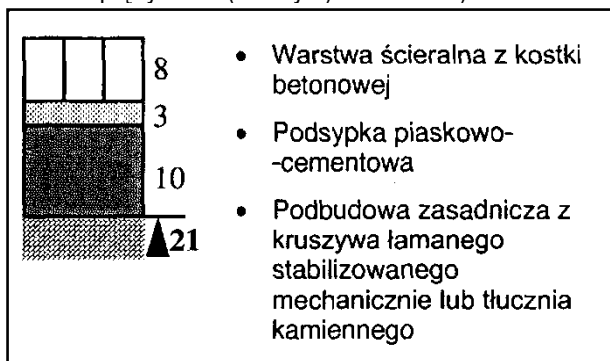 8
3
10
21
• Warstwa ścieralna z kostki
betonowej
• Podsypka piaskowo-
-cementowa
• Podbudowa zasadnicza z
kruszywa łamanego
stabilizowanego
mechanicznie lub tłucznia
kamiennego